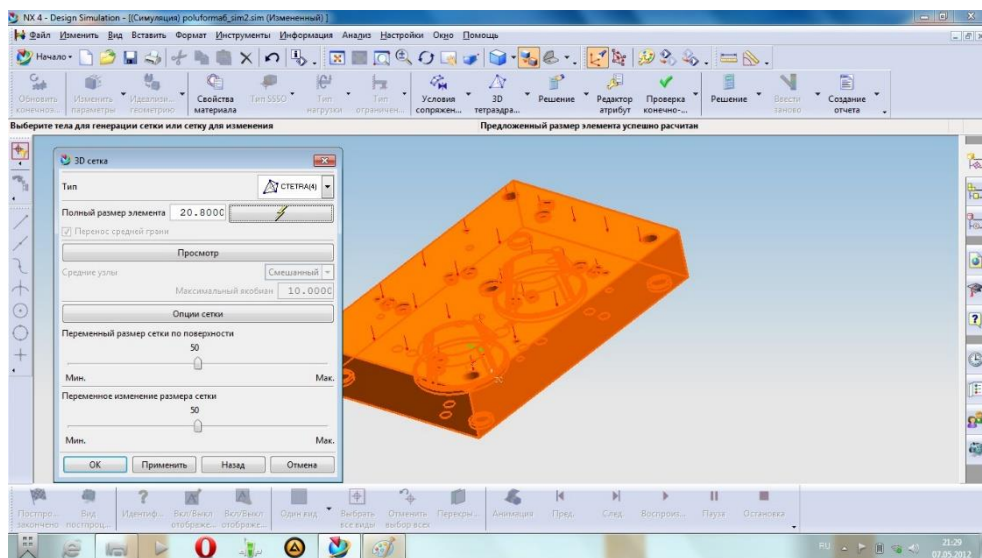 NX 4 - Design Simulation - [(Симуляция) poluforma6_sim2.sim (Измененный) ]
Файл Изменить Вид Вставить Формат Инструменты Информация Анализ Настройки Окно Помощь
Начало
Обновить Изменить Идеализи... Свойства Тип SSSO Тип Тип Условия 3D Решение Редактор Проверка Решение Ввести Создание
конечноэ... параметры геометрию материала нагрузки ограничен... сопряжен... тетраэдра... атрибут конечно-... заново отчета
Выберите тела для генерации сетки или сетку для изменения Предложенный размер элемента успешно расчитан
3D сетка
Тип CTETRA(4)
Полный размер элемента 20.8000
Перенос средней грани
Просмотр
Средние узлы Смешанный
Максимальный якобиан 10.0000
Опции сетки
Переменный размер сетки по поверхности
50
Мин. Мак.
Переменное изменение размера сетки
50
Мин. Мак.
OK Применить Назад Отмена
Постпро... Вид Идентиф... Вкл/Выкл Вкл/Выкл Один вид Выбрать Отменить Перекры... Анимация Пред. След. Воспроиз... Пауза Остановка
закончено постпроц... отображе... отображе... все виды выбор всех
RU 21:29
07.05.2012